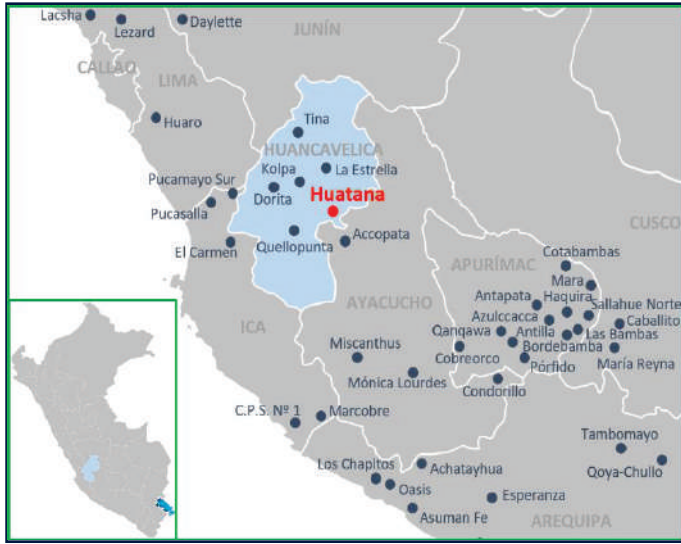 Lacsha
Lezard
Daylette
JUNÍN
CALLAO
LIMA
Huaro
Tina
HUANCAVELICA
Kolpa
La Estrella
Pucamayo Sur
Dorita
Huatana
Pucasalla
CUSCO
El Carmen
Quellopunta
Accopata
Cotabambas
APURÍMAC
Mara
Antapata
Haquira
Sallahue Norte
AYACUCHO
Azulccacca
Caballito
ICA
Qanqawa
Antilla
Las Bambas
Miscanthus
Bordebamba
Cobreorco
Pórfido
María Reyna
Mónica Lourdes
Condorillo
C.P.S. Nº 1
Marcobre
Tambomayo
Los Chapitos
Achatayhua
Qoya-Chullo
Oasis
Esperanza
Asuman Fe
AREQUIPA